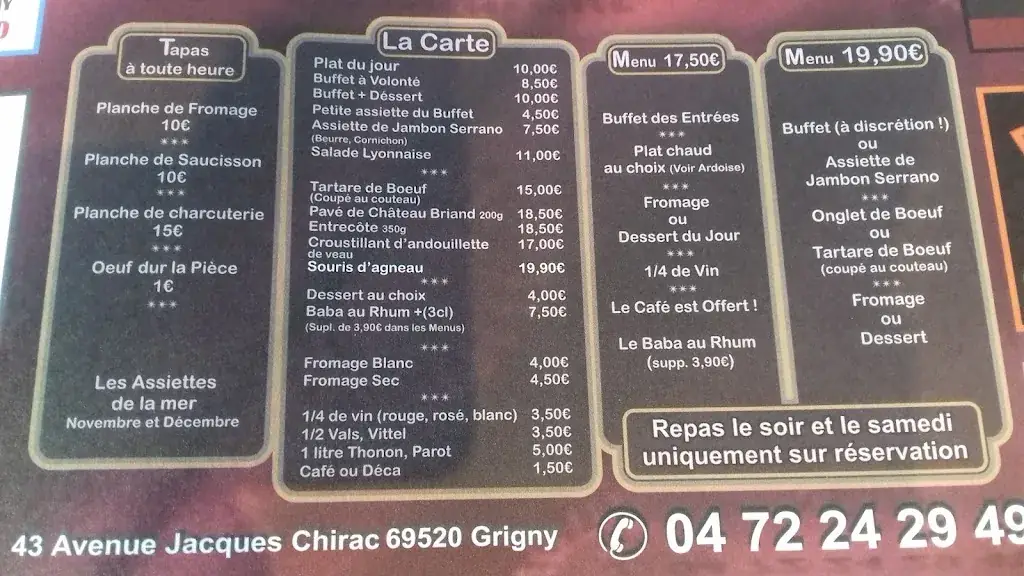 Tapas
à toute heure
Planche de Fromage
10€
***
Planche de Saucisson
10€
***
Planche de charcuterie
15€
***
Oeuf dur la Pièce
1€
***
Les Assiettes
de la mer
Novembre et Décembre
La Carte
Plat du jour 10,00€
Buffet à Volonté 8,50€
Buffet + Déssert 10,00€
Petite assiette du Buffet 4,50€
Assiette de Jambon Serrano 7,50€
(Beurre, Cornichon)
Salade Lyonnaise 11,00€
***
Tartare de Boeuf 15,00€
(Coupé au couteau)
Pavé de Château Briand 200g 18,50€
Entrecôte 350g 18,50€
Croustillant d'andouillette 17,00€
de veau
Souris d'agneau 19,90€
***
Dessert au choix 4,00€
Baba au Rhum +(3cl) 7,50€
(Supl. de 3,90€ dans les Menus)
***
Fromage Blanc 4,00€
Fromage Sec 4,50€
***
1/4 de vin (rouge, rosé, blanc) 3,50€
1/2 Vals, Vittel 3,50€
1 litre Thonon, Parot 5,00€
Café ou Déca 1,50€
Menu 17,50€
Buffet des Entrées
***
Plat chaud
au choix (Voir Ardoise)
***
Fromage
ou
Dessert du Jour
***
1/4 de Vin
***
Le Café est Offert !
Le Baba au Rhum
(supp. 3,90€)
Menu 19,90€
Buffet (à discrétion !)
ou
Assiette de
Jambon Serrano
***
Onglet de Boeuf
ou
Tartare de Boeuf
(coupé au couteau)
***
Fromage
ou
Dessert
Repas le soir et le samedi
uniquement sur réservation
43 Avenue Jacques Chirac 69520 Grigny
04 72 24 29 49